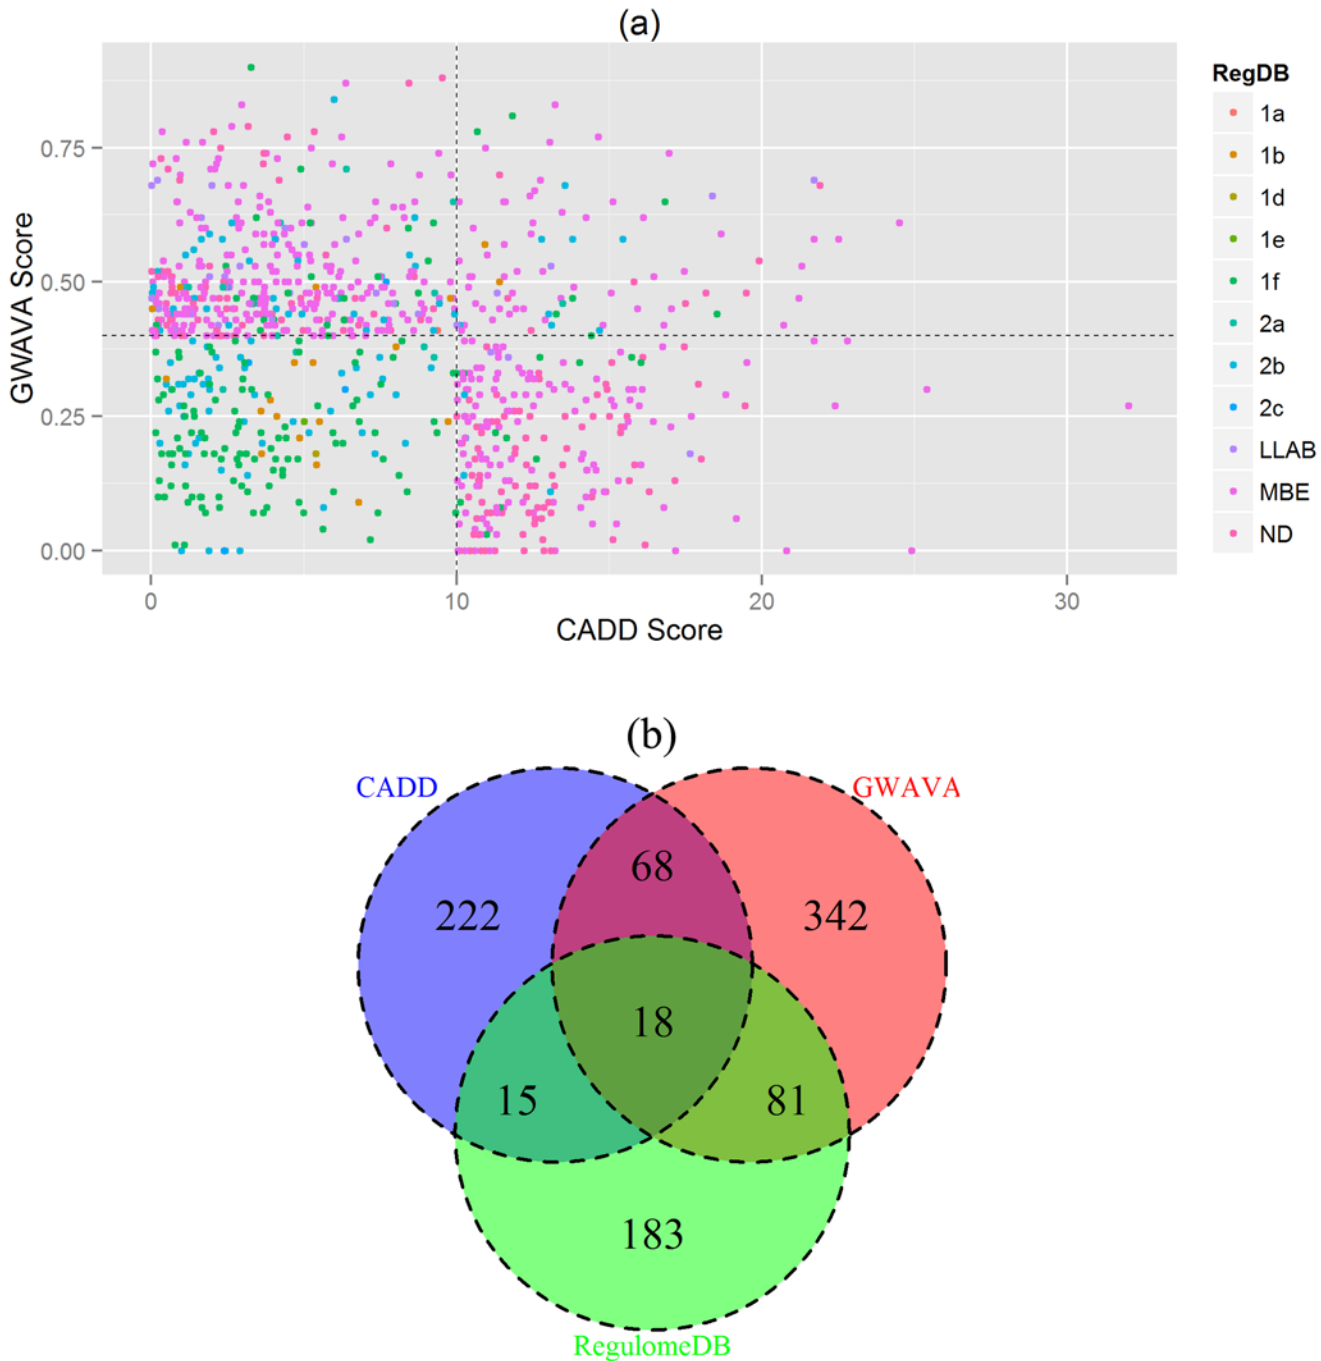 (a)
GWAVA Score
0.75
0.50
0.25
0.00
0
10
20
30
CADD Score
RegDB
1a
1b
1d
1e
1f
2a
2b
2c
LLAB
MBE
ND
(b)
CADD
GWAVA
68
222
342
18
15
81
183
RegulomeDB